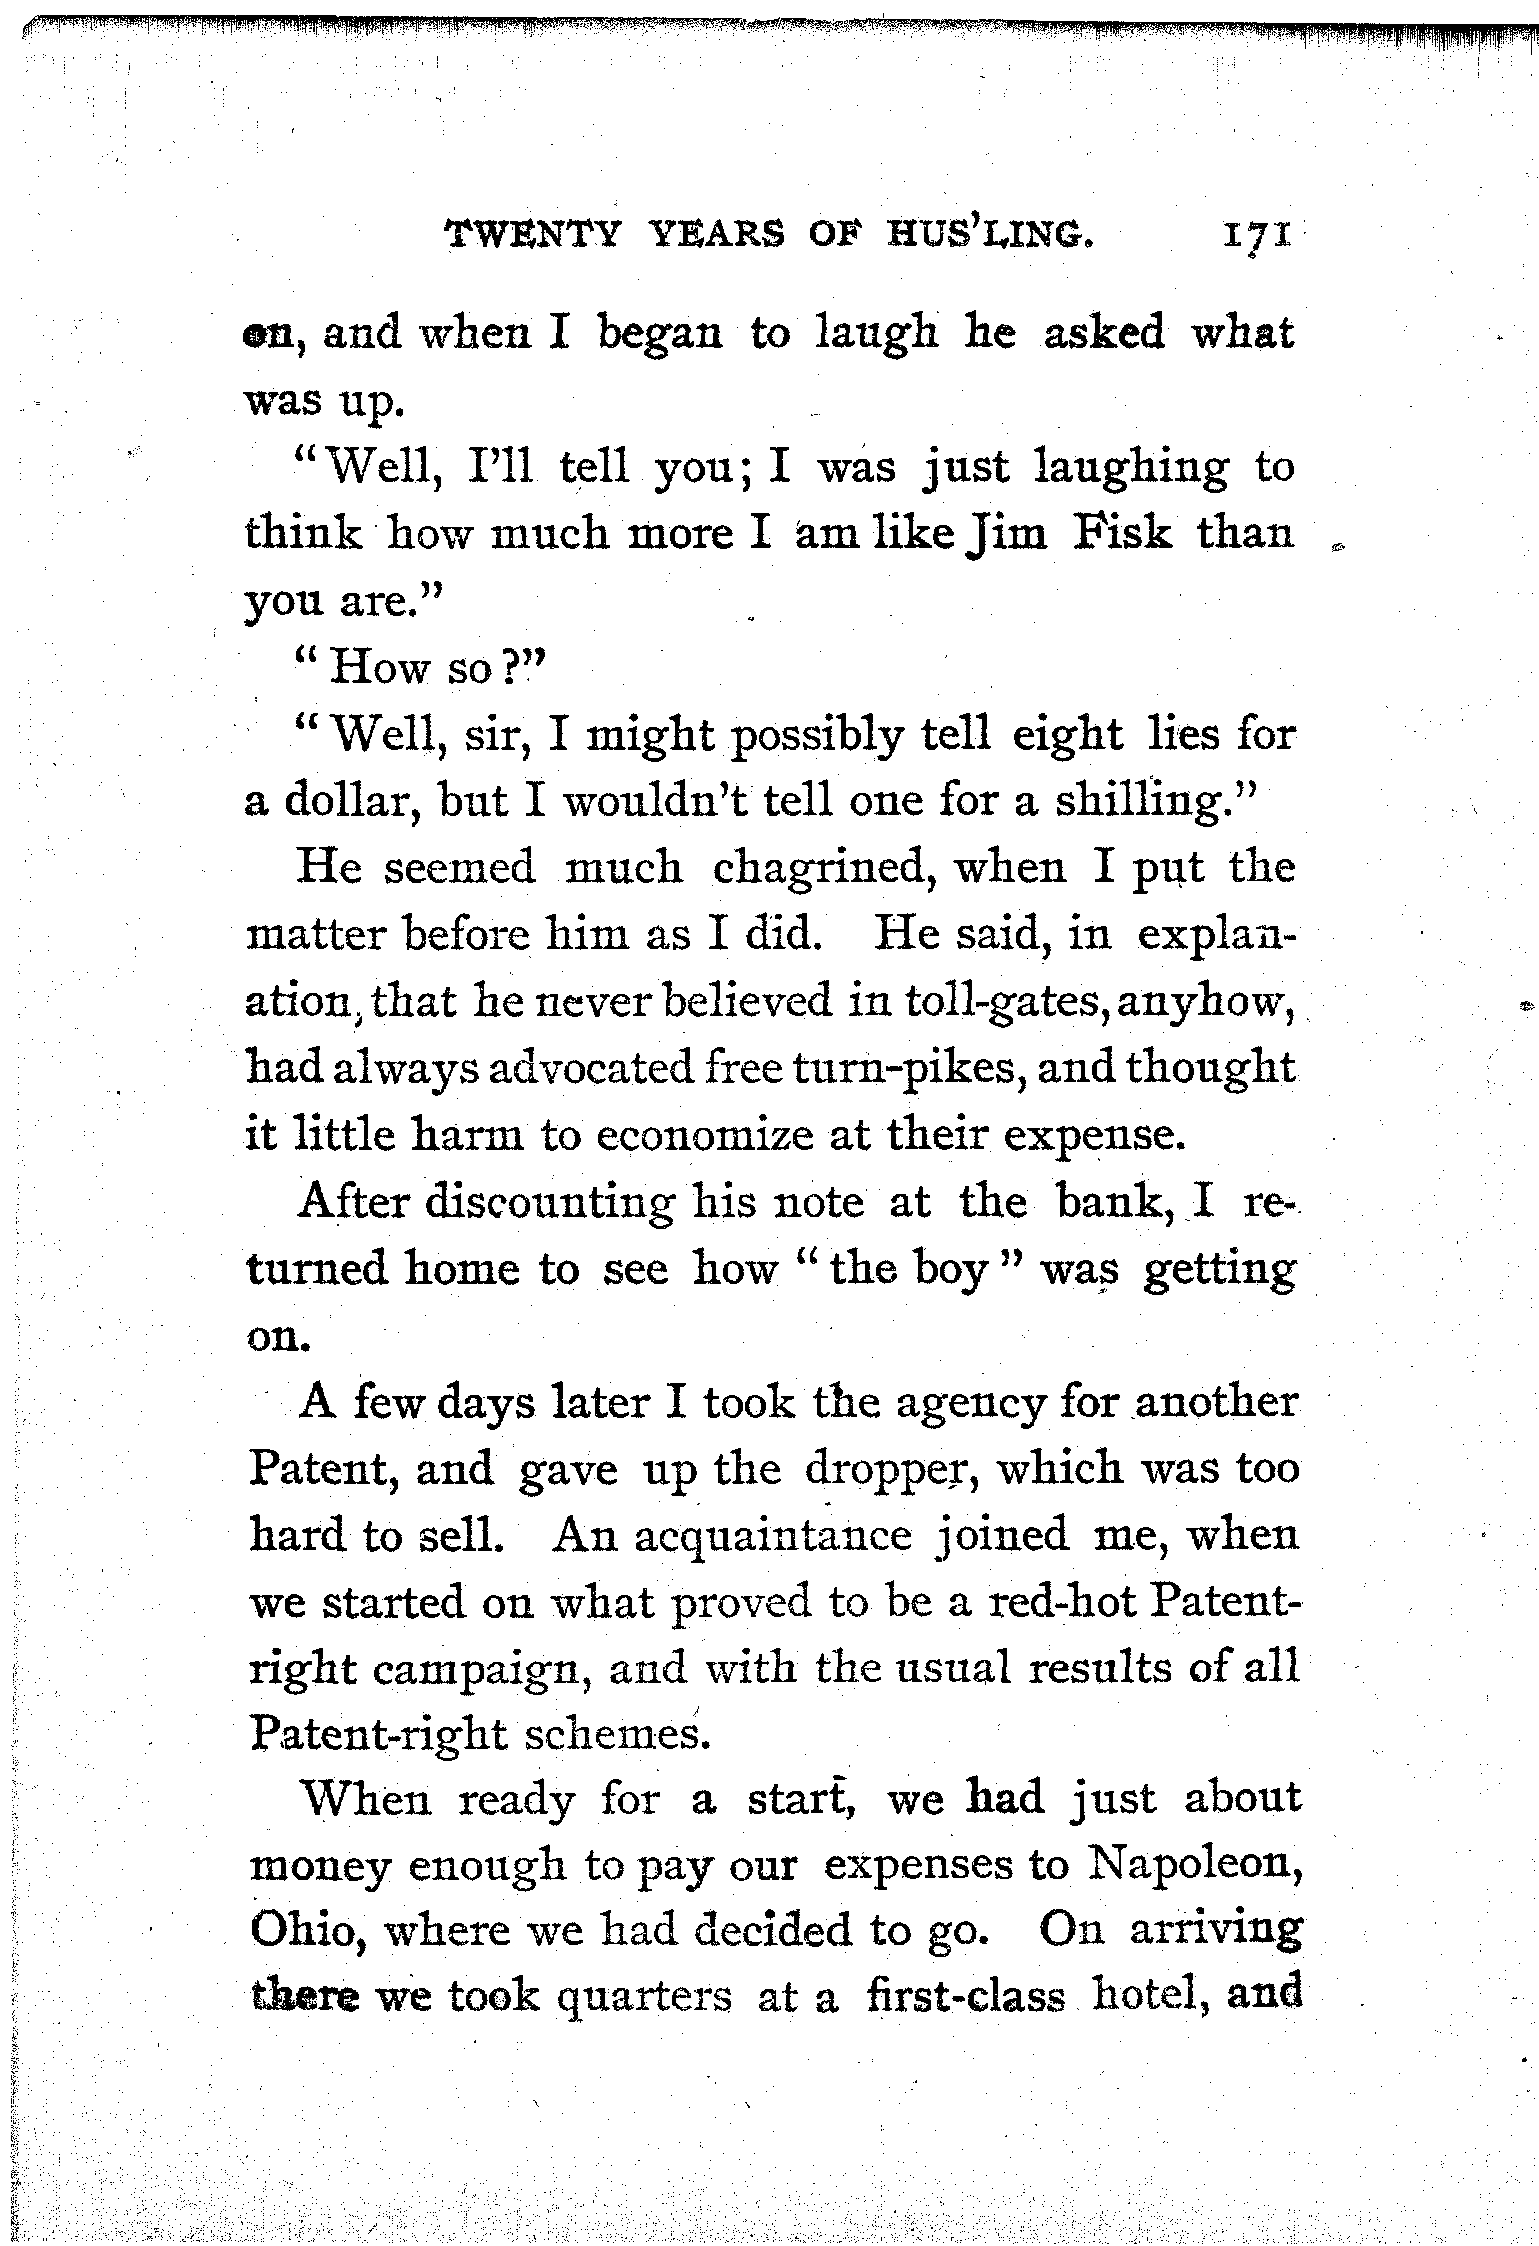 TWENTY YEARS OF HUS'LING. 171
on, and when I began to laugh he asked what
was up.
"Well, I'll tell you; I was just laughing to
think how much more I am like Jim Fisk than
you are."
"How so?"
"Well, sir, I might possibly tell eight lies for
a dollar, but I wouldn't tell one for a shilling."
He seemed much chagrined, when I put the
matter before him as I did. He said, in explan-
ation, that he never believed in toll-gates, anyhow,
had always advocated free turn-pikes, and thought
it little harm to economize at their expense.
After discounting his note at the bank, I re-
turned home to see how "the boy" was getting
on.
A few days later I took the agency for another
Patent, and gave up the dropper, which was too
hard to sell. An acquaintance joined me, when
we started on what proved to be a red-hot Patent-
right campaign, and with the usual results of all
Patent-right schemes.
When ready for a start, we had just about
money enough to pay our expenses to Napoleon,
Ohio, where we had decided to go. On arriving
there we took quarters at a first-class hotel, and